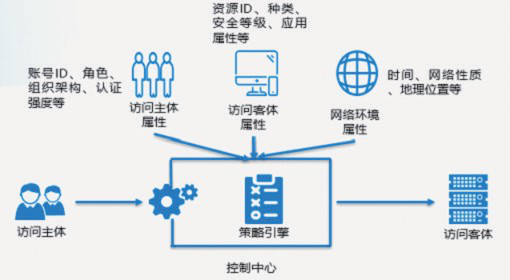 资源ID、种类、
安全等级、应用
属性等
账号ID、角色、
组织架构、认证
强度等
访问主体
属性
访问客体
属性
网络环境
属性
时间、网络性质
、地理位置等
访问主体
策略引擎
访问客体
控制中心